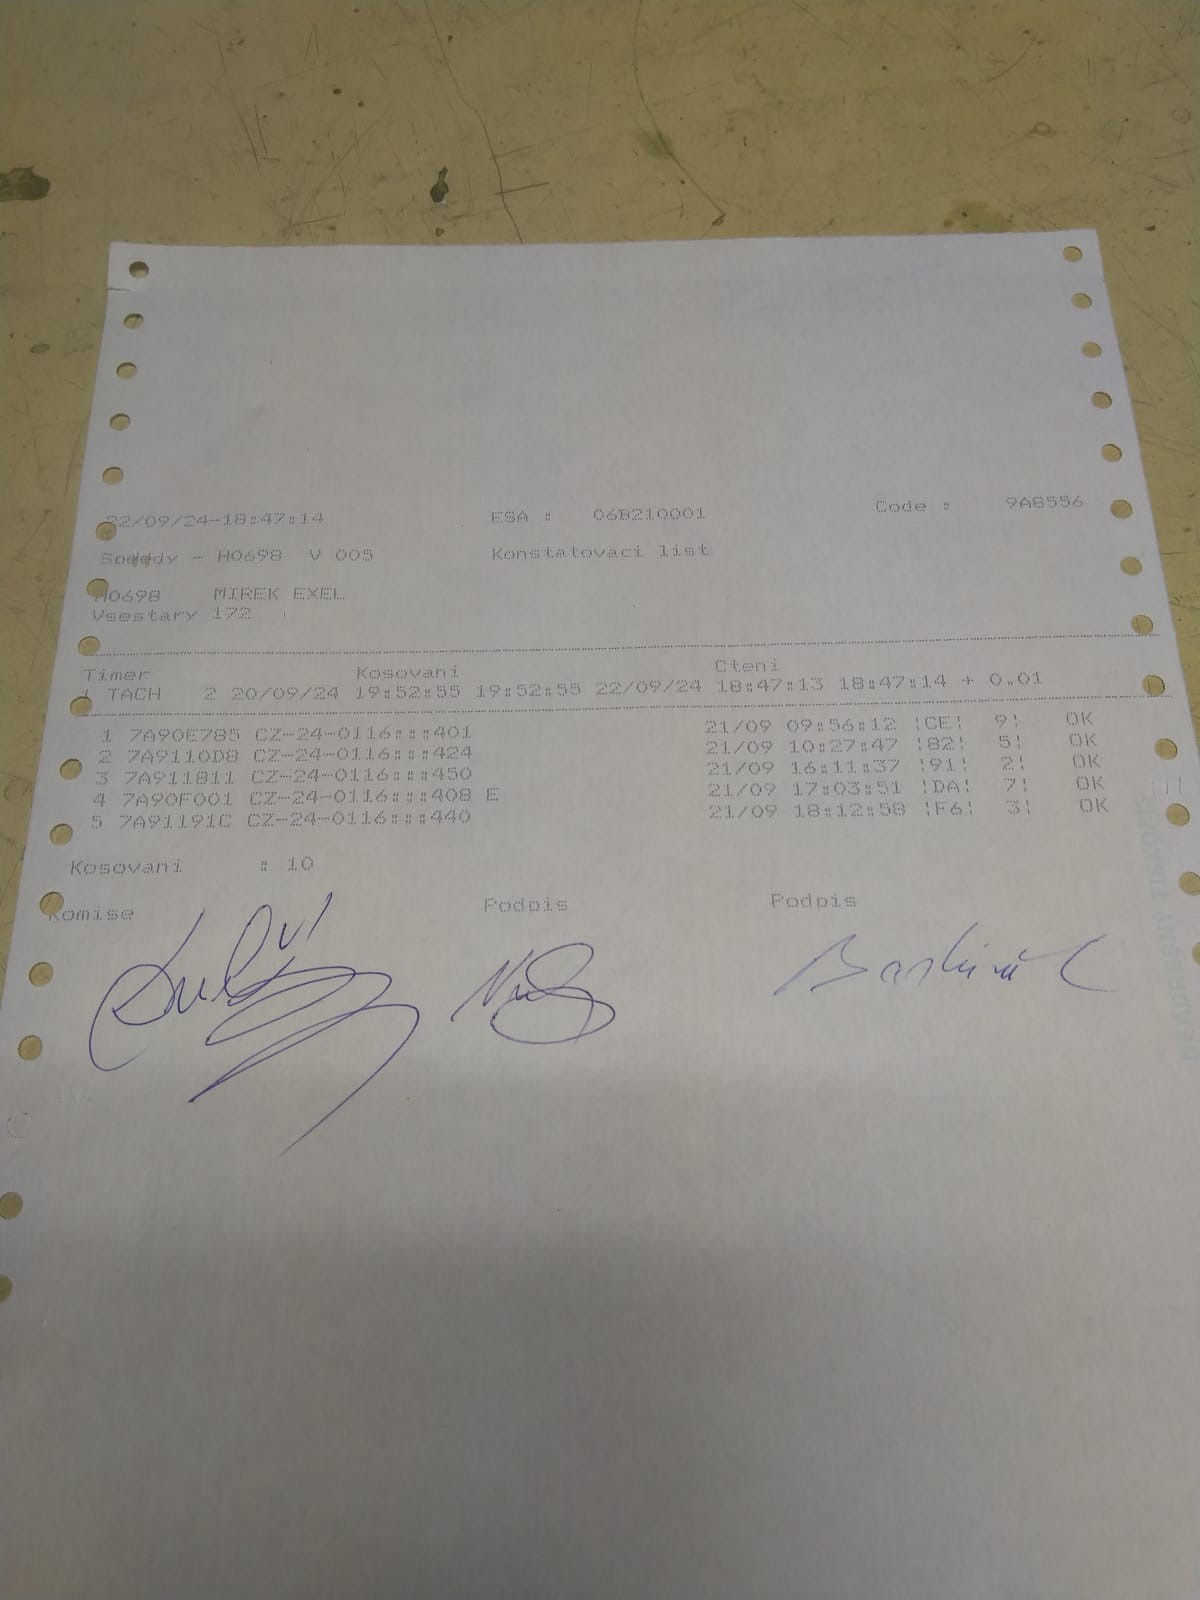 22/09/24-18:47:14 ESA : 06B210001 Code : 9A8556
Speedy - H0698 V 005 Konstatovaci list
H0698 MIREK EXEL
Vsestary 172
Timer Kosovani Cteni
1 TACH 2 20/09/24 19:52:55 19:52:55 22/09/24 18:47:13 18:47:14 + 0.01
1 7A90E785 CZ-24-0116:::401 21/09 09:56:12 ¦CE¦ 9¦ OK
2 7A9110D8 CZ-24-0116:::424 21/09 10:27:47 ¦82¦ 5¦ OK
3 7A911811 CZ-24-0116:::450 21/09 16:11:37 ¦91¦ 2¦ OK
4 7A90F001 CZ-24-0116:::408 E 21/09 17:03:51 ¦DA¦ 7¦ OK
5 7A91191C CZ-24-0116:::440 21/09 18:12:58 ¦F6¦ 3¦ OK
Kosovani : 10
Komise Podpis Podpis